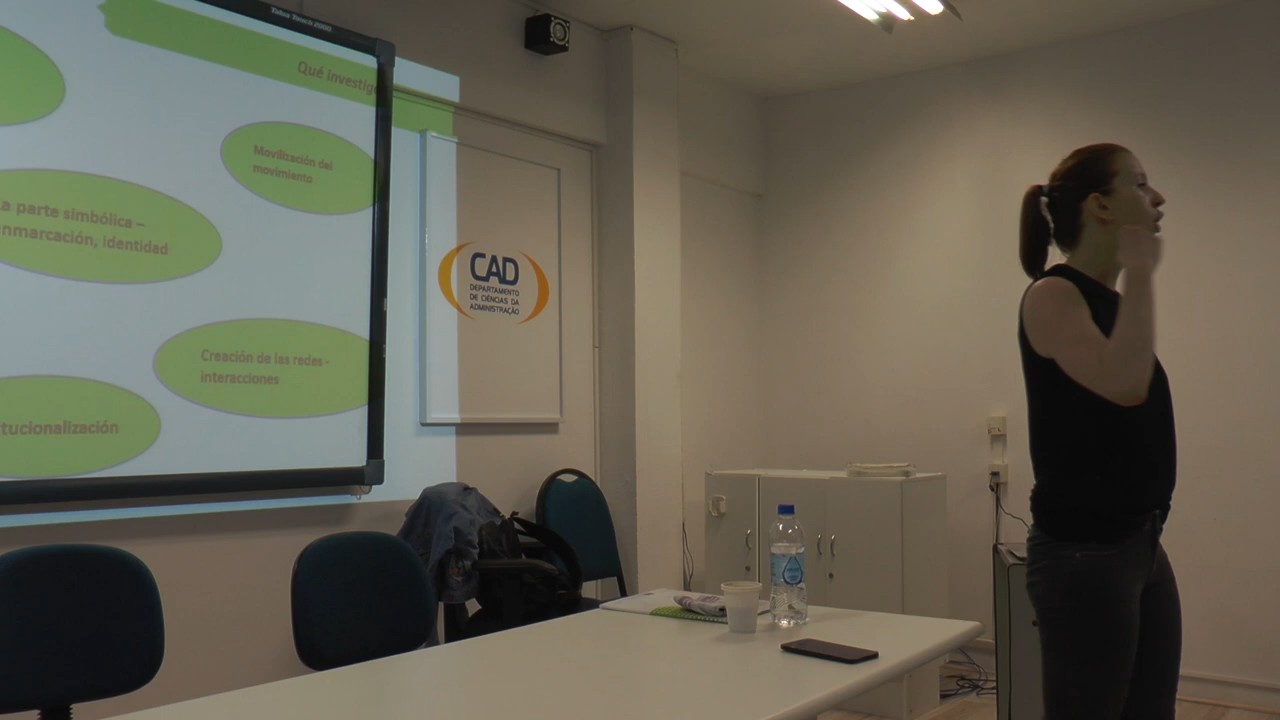 Qué investig
Movilización del
movimiento
a parte simbólica –
nmarcación, identidad
Creación de las redes -
interacciones
tucionalización
CAD
DEPARTAMENTO
DE CIÊNCIAS DA
ADMINISTRAÇÃO